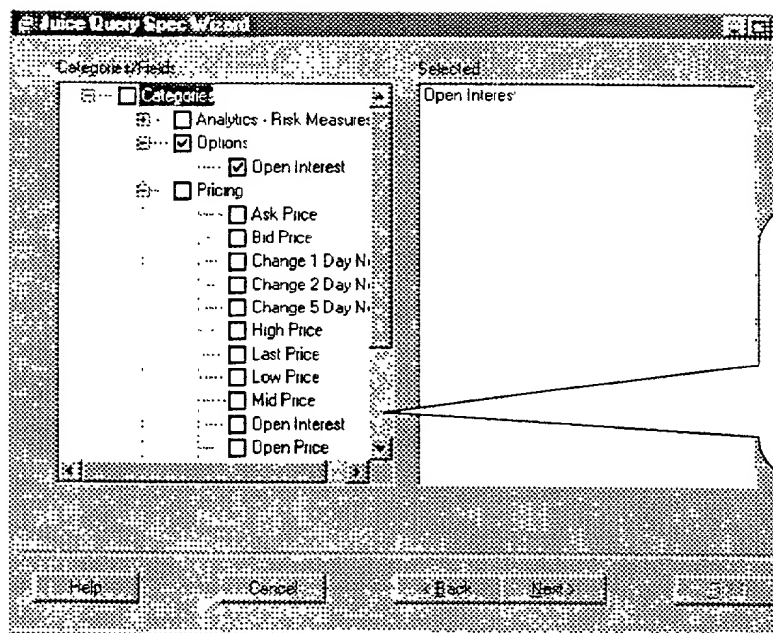 Juice Query Spec Wizard
Categories/Fields
Selected
Categories
Analytics - Risk Measures
Options
Open Interest
Pricing
Ask Price
Bid Price
Change 1 Day N
Change 2 Day N
Change 5 Day N
High Price
Last Price
Low Price
Mid Price
Open Interest
Open Price
Open Interes
Help
Cancel
< Back
Next >